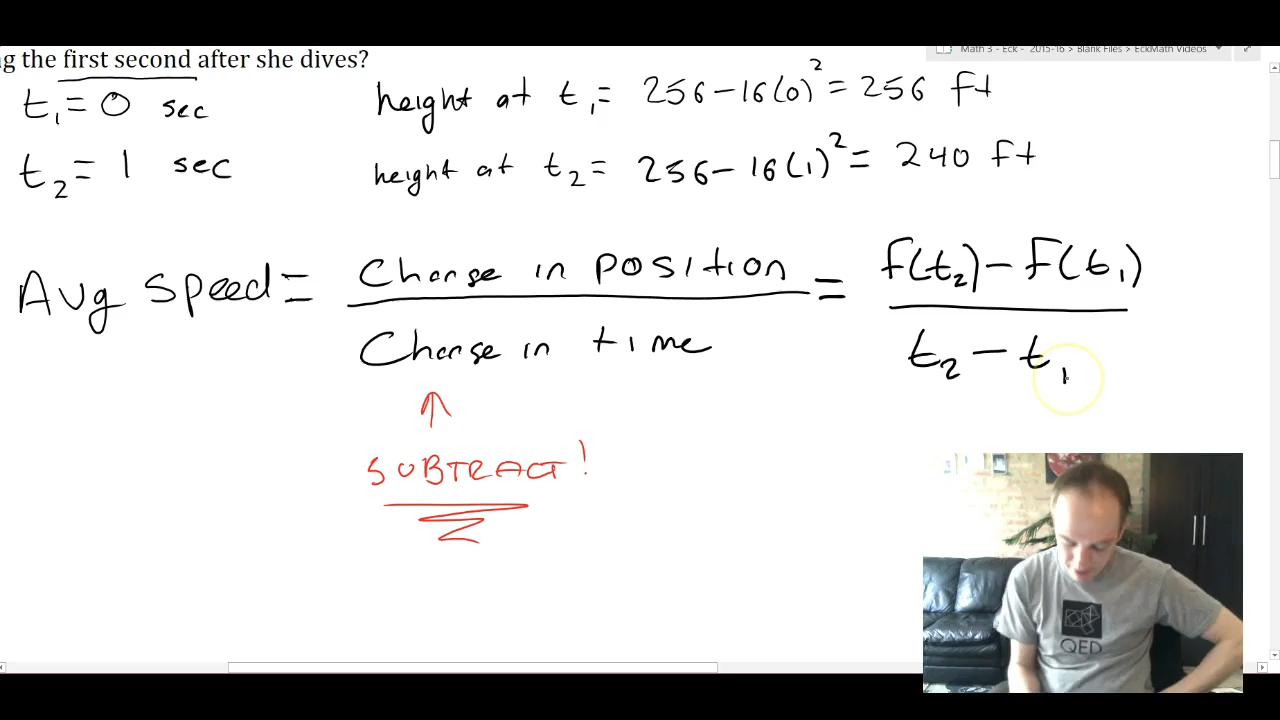 Math 3 - Eck - 2015-16 > Blank Files > EckMath Videos
g the first second after she dives?
t₁ = 0 sec
height at t₁ = 256 - 16(0)² = 256 ft
t₂ = 1 sec
height at t₂ = 256 - 16(1)² = 240 ft
Avg Speed = Change in position = f(t₂) - f(t₁)
Change in time
t₂ - t₁
SUBTRACT!
QED